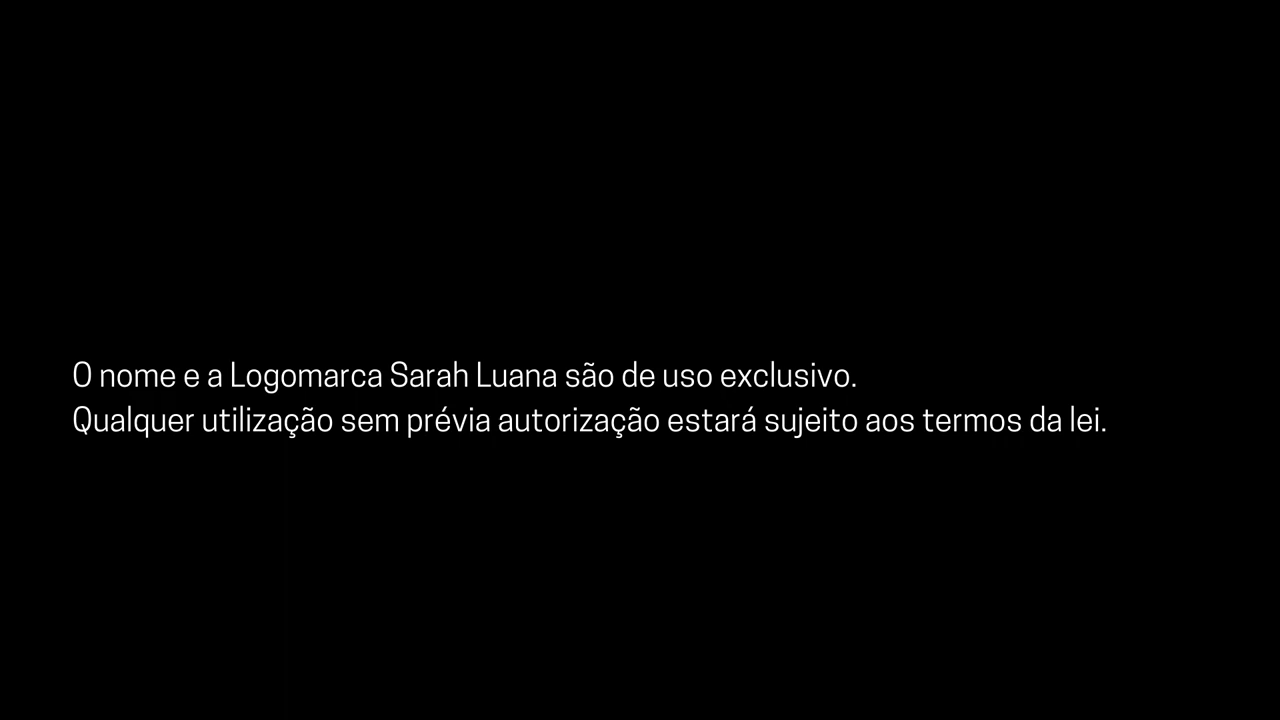 O nome e a Logomarca Sarah Luana são de uso exclusivo.
Qualquer utilização sem prévia autorização estará sujeito aos termos da lei.